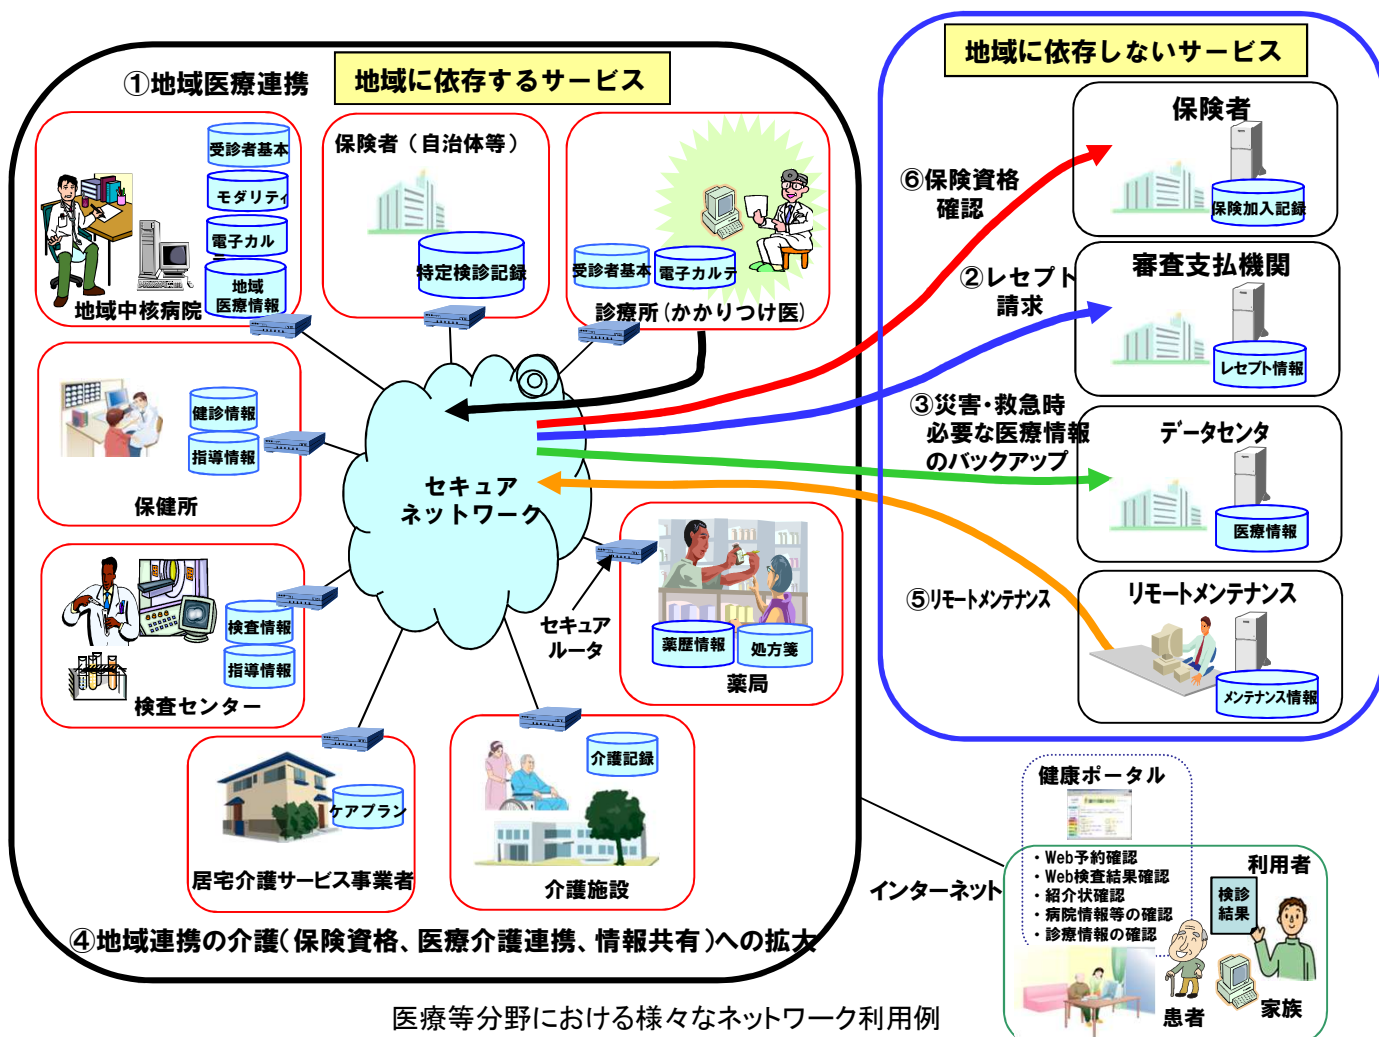 ①地域医療連携
地域に依存するサービス
受診者基本
モダリティ
電子カル
地域
医療情報
地域中核病院
保険者（自治体等）
特定検診記録
受診者基本
電子カルテ
診療所(かかりつけ医)
健診情報
指導情報
保健所
セキュア
ネットワーク
検査情報
指導情報
検査センター
セキュア
ルータ
薬歴情報
処方箋
薬局
ケアプラン
居宅介護サービス事業者
介護記録
介護施設
④地域連携の介護(保険資格、医療介護連携、情報共有)への拡大
地域に依存しないサービス
保険者
保険加入記録
⑥保険資格
確認
審査支払機関
レセプト情報
②レセプト
請求
③災害・救急時
必要な医療情報
のバックアップ
データセンタ
医療情報
⑤リモートメンテナンス
リモートメンテナンス
メンテナンス情報
インターネット
健康ポータル
・Web予約確認
・Web検査結果確認
・紹介状確認
・病院情報等の確認
・診療情報の確認
利用者
検診
結果
患者
家族
医療等分野における様々なネットワーク利用例